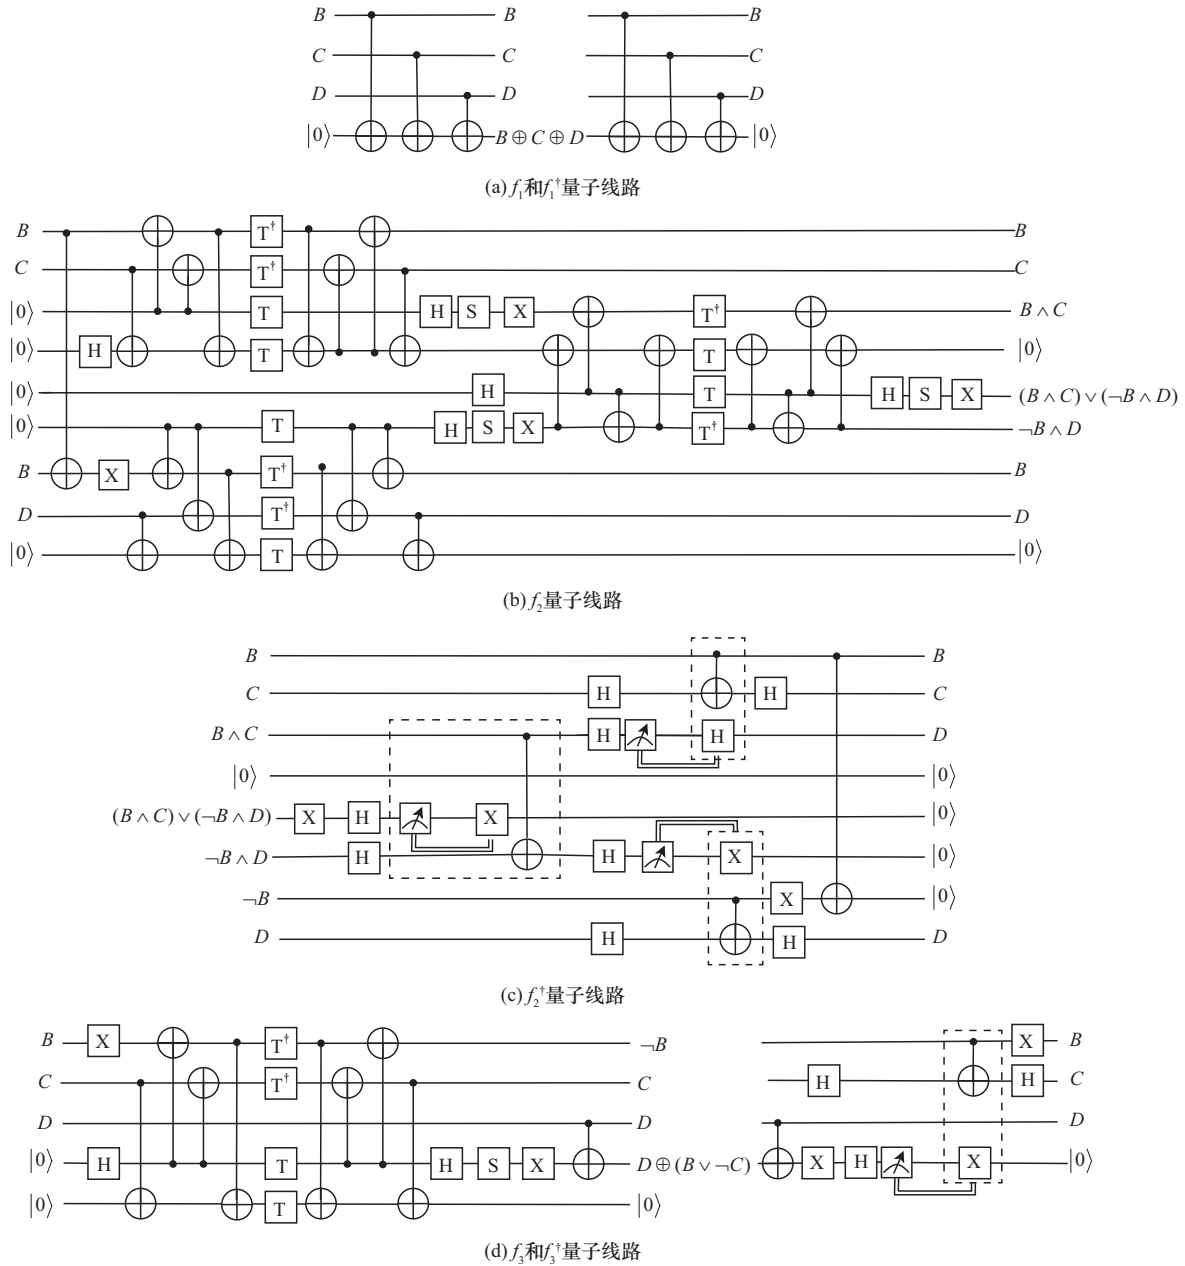 B B B
C C C
D D D
|0⟩ B⊕C⊕D |0⟩
(a) f₁和f₁†量子线路
B T† B
C T† C
|0⟩ T H S X T† B∧C
|0⟩ H T T |0⟩
|0⟩ H T H S X (B∧C)∨(¬B∧D)
|0⟩ T H S X T† ¬B∧D
B X T† B
D T† D
|0⟩ T |0⟩
(b) f₂量子线路
B B
C H H C
B∧C H H D
|0⟩ |0⟩
(B∧C)∨(¬B∧D) X H X |0⟩
¬B∧D H H X |0⟩
¬B X |0⟩
D H H D
(c) f₂†量子线路
B X T† ¬B X B
C T† C H H C
D D D
|0⟩ H T H S X D⊕(B∨¬C) X H X |0⟩
|0⟩ T |0⟩
(d) f₃和f₃†量子线路